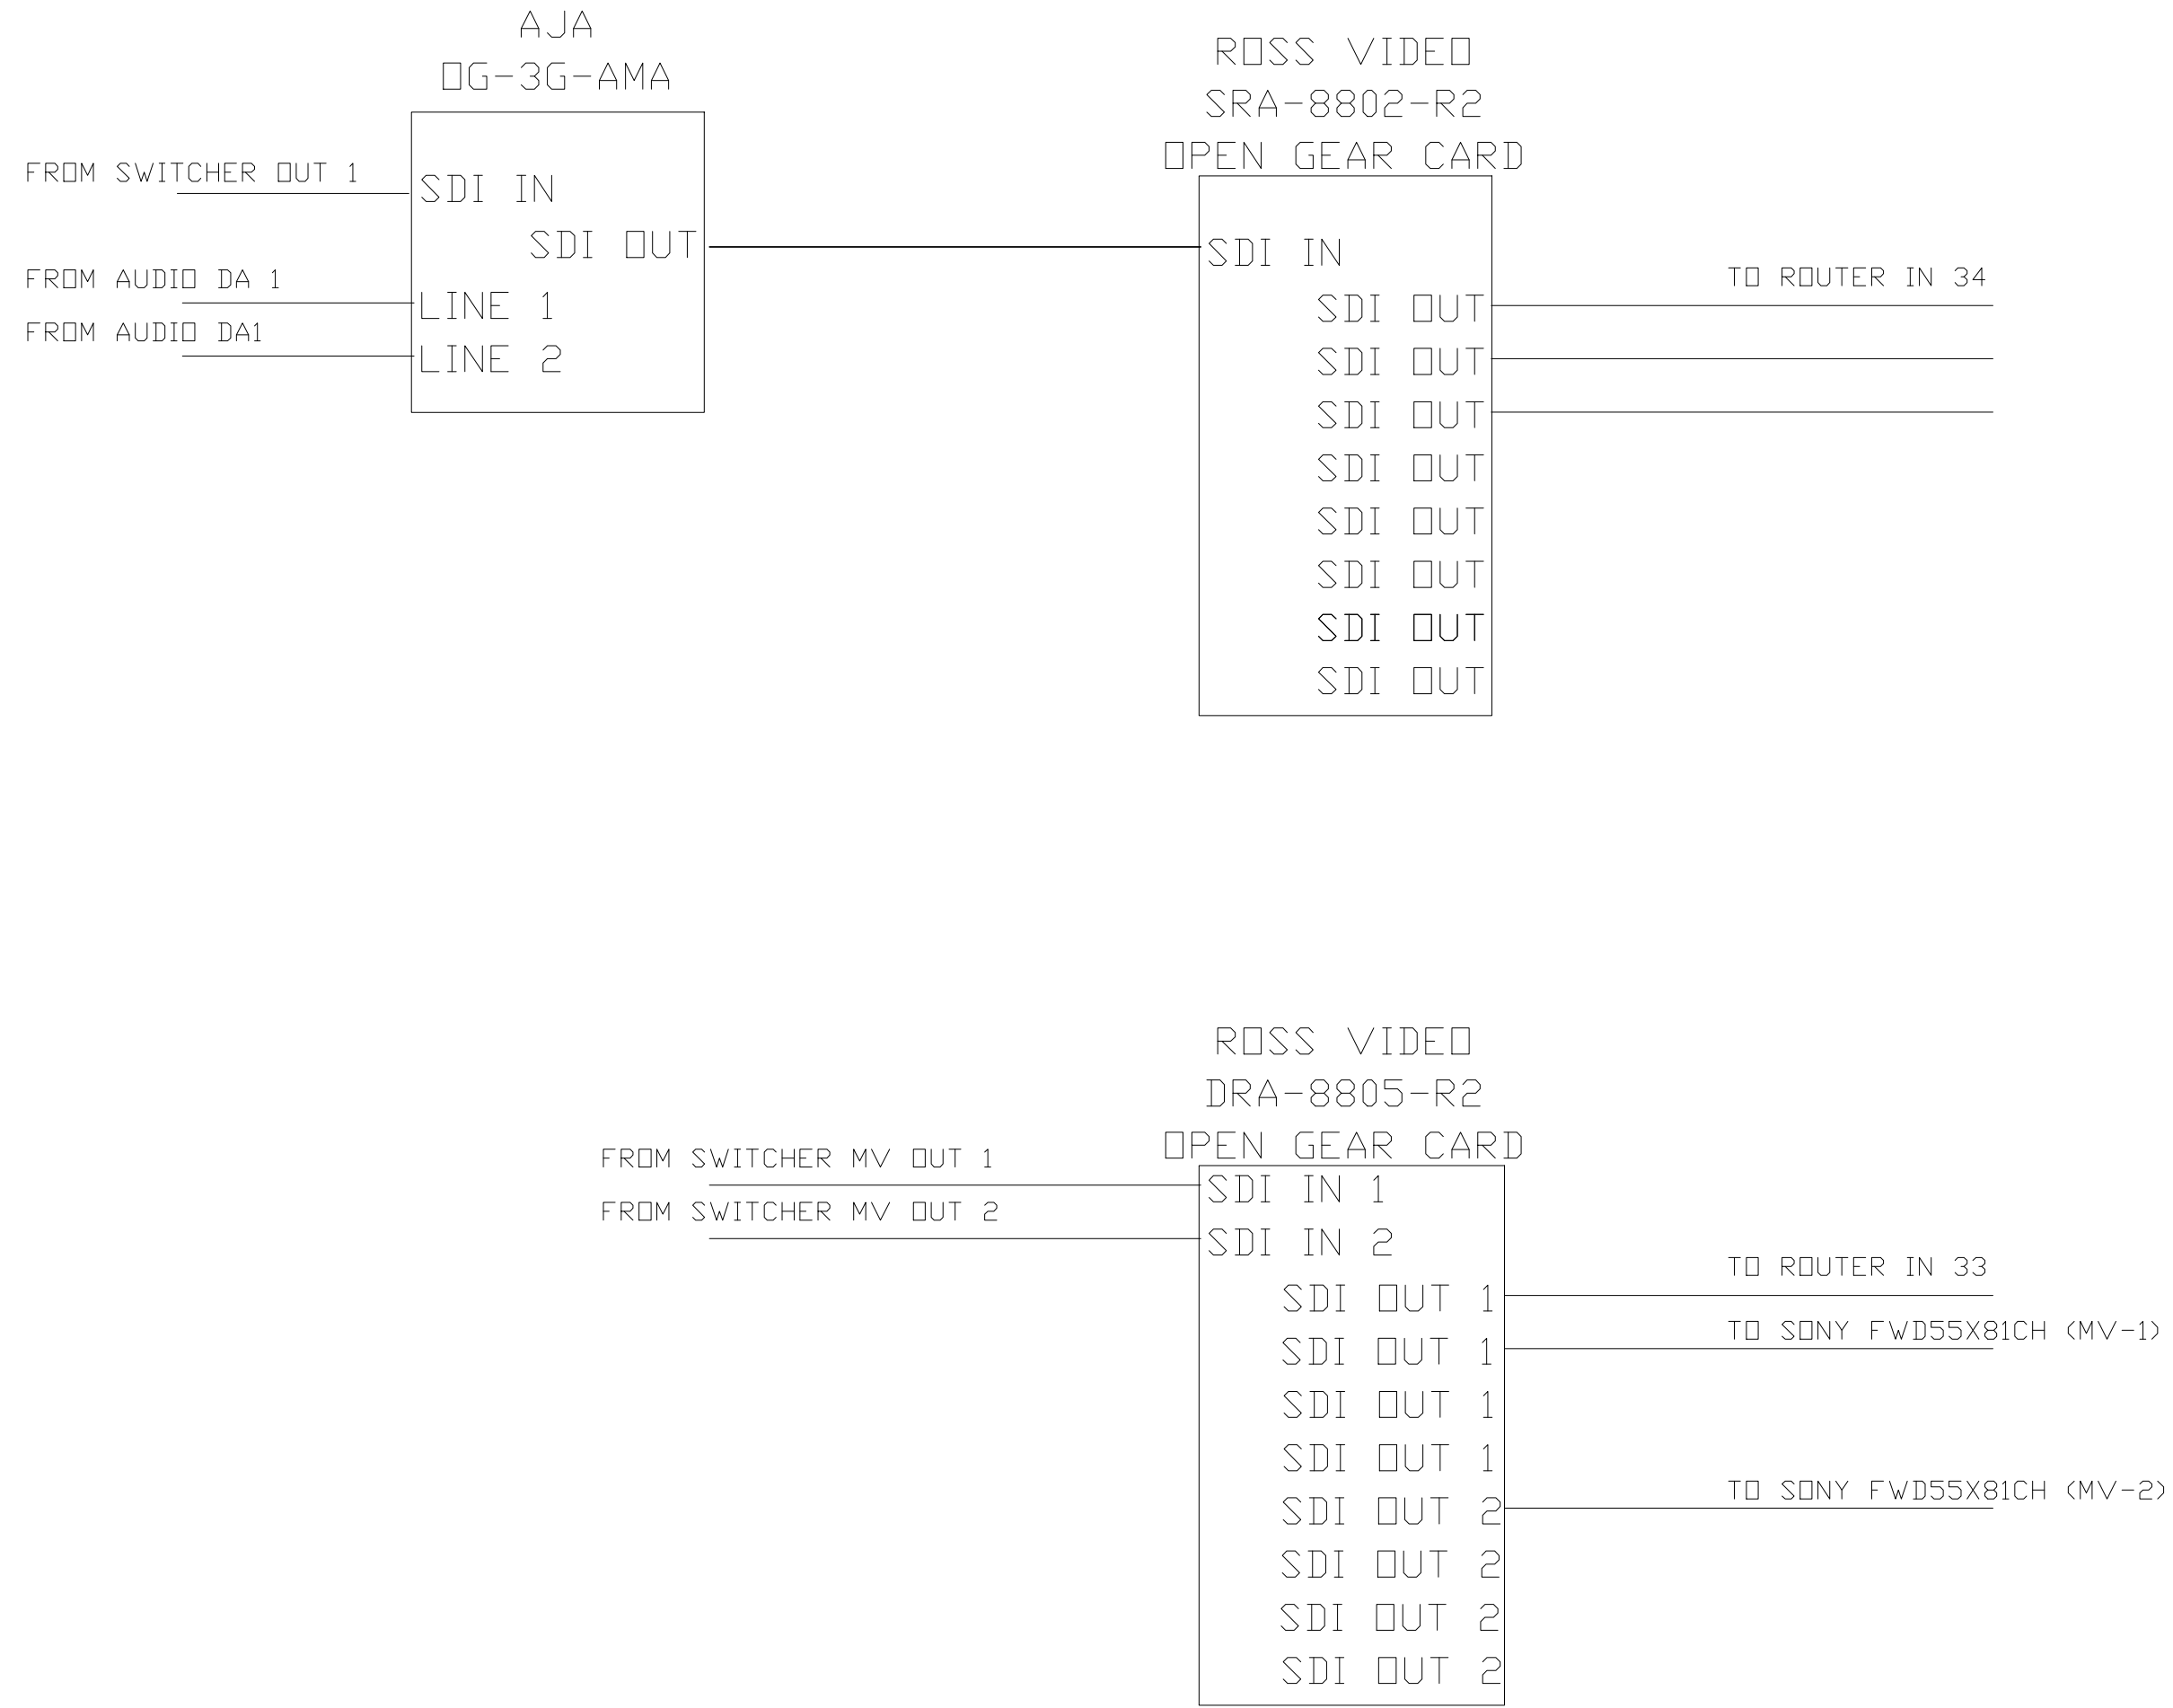 AJA
OG-3G-AMA
FROM SWITCHER OUT 1
SDI IN
SDI OUT
FROM AUDIO DA 1
LINE 1
FROM AUDIO DA1
LINE 2
ROSS VIDEO
SRA-8802-R2
OPEN GEAR CARD
SDI IN
TO ROUTER IN 34
SDI OUT
SDI OUT
SDI OUT
SDI OUT
SDI OUT
SDI OUT
SDI OUT
SDI OUT
ROSS VIDEO
DRA-8805-R2
OPEN GEAR CARD
FROM SWITCHER MV OUT 1
SDI IN 1
FROM SWITCHER MV OUT 2
SDI IN 2
TO ROUTER IN 33
SDI OUT 1
TO SONY FWD55X81CH (MV-1)
SDI OUT 1
SDI OUT 1
SDI OUT 1
TO SONY FWD55X81CH (MV-2)
SDI OUT 2
SDI OUT 2
SDI OUT 2
SDI OUT 2